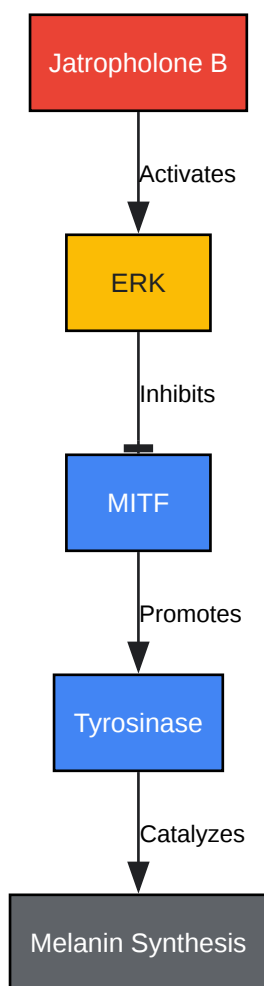 Jatropholone B
Activates
ERK
Inhibits
MITF
Promotes
Tyrosinase
Catalyzes
Melanin Synthesis